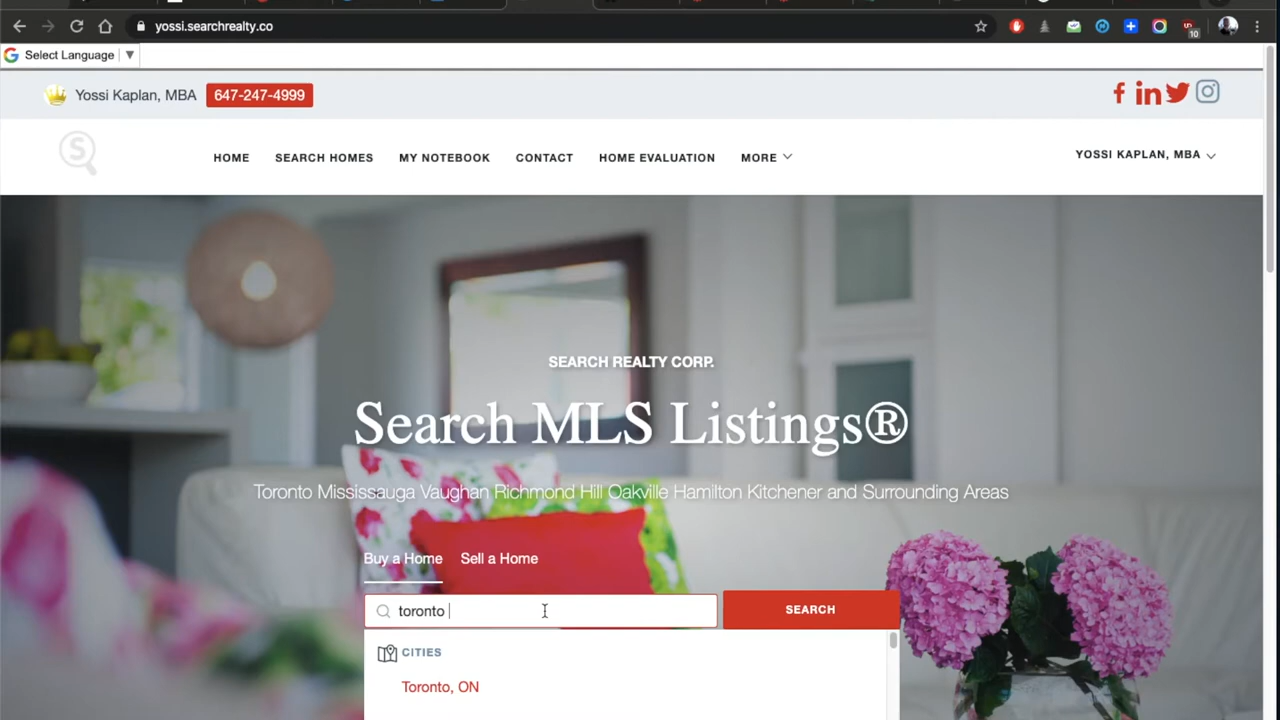 yossi.searchrealty.co
10
Select Language ▼
Yossi Kaplan, MBA 647-247-4999
S
HOME SEARCH HOMES MY NOTEBOOK CONTACT HOME EVALUATION MORE YOSSI KAPLAN, MBA
SEARCH REALTY CORP.
Search MLS Listings®
Toronto Mississauga Vaughan Richmond Hill Oakville Hamilton Kitchener and Surrounding Areas
Buy a Home Sell a Home
toronto
SEARCH
CITIES
Toronto, ON